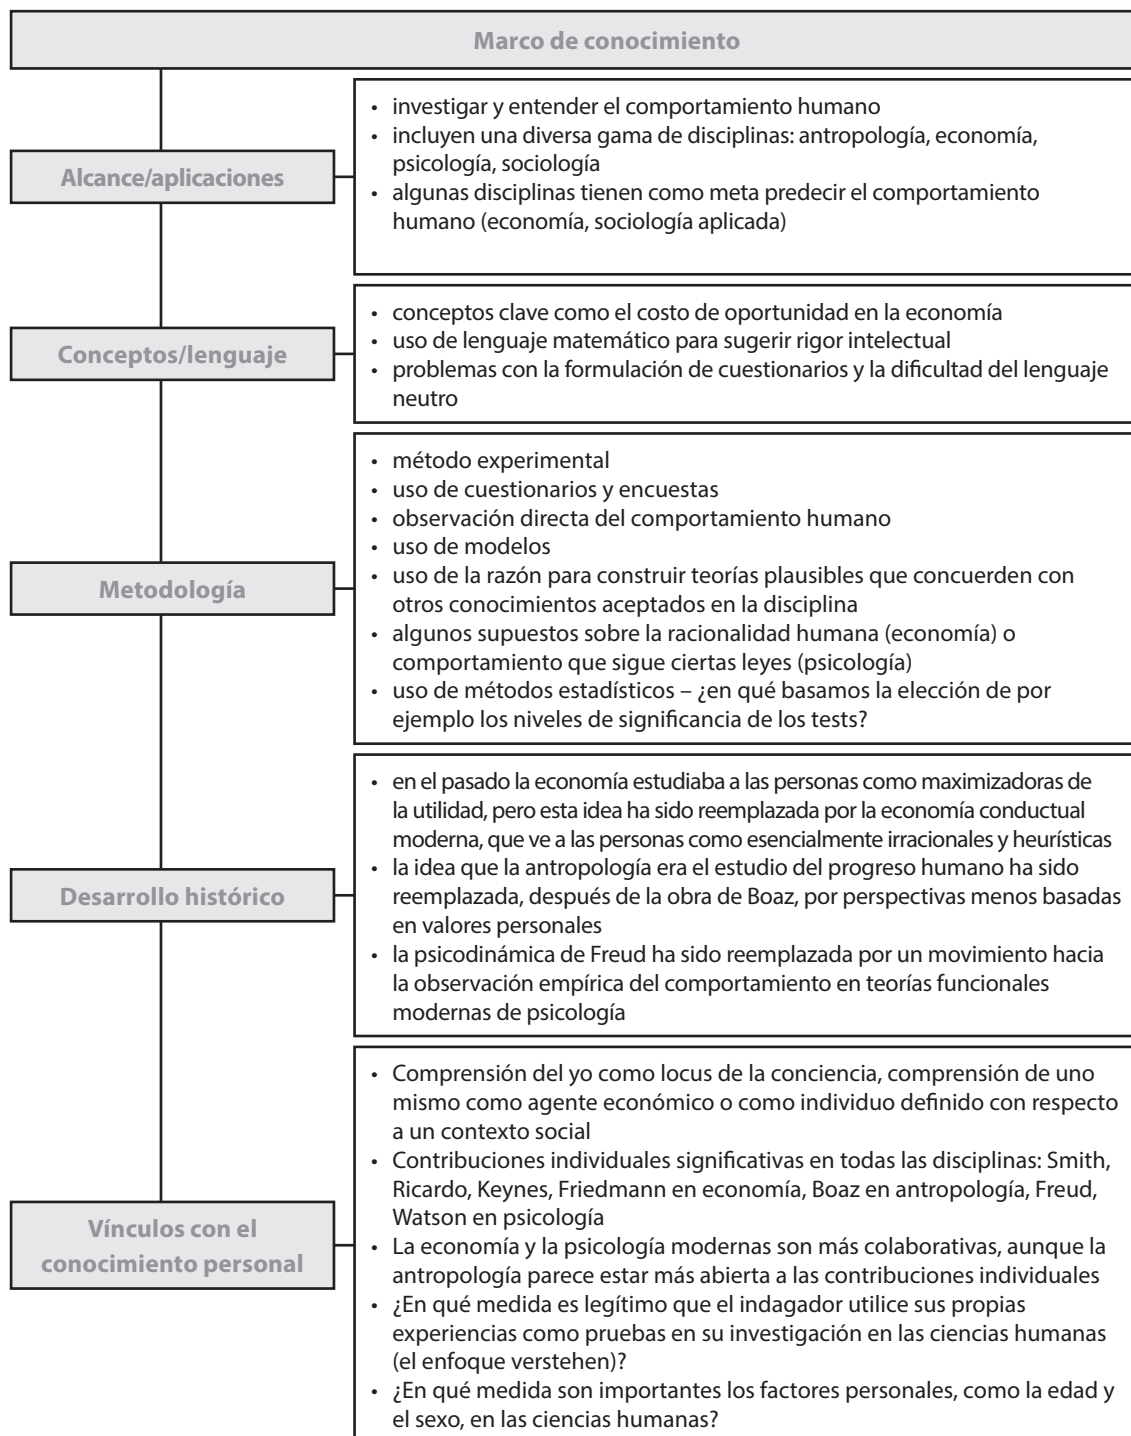 Marco de conocimiento
Alcance/aplicaciones
• investigar y entender el comportamiento humano
• incluyen una diversa gama de disciplinas: antropología, economía,
psicología, sociología
• algunas disciplinas tienen como meta predecir el comportamiento
humano (economía, sociología aplicada)
Conceptos/lenguaje
• conceptos clave como el costo de oportunidad en la economía
• uso de lenguaje matemático para sugerir rigor intelectual
• problemas con la formulación de cuestionarios y la dificultad del lenguaje
neutro
Metodología
• método experimental
• uso de cuestionarios y encuestas
• observación directa del comportamiento humano
• uso de modelos
• uso de la razón para construir teorías plausibles que concuerden con
otros conocimientos aceptados en la disciplina
• algunos supuestos sobre la racionalidad humana (economía) o
comportamiento que sigue ciertas leyes (psicología)
• uso de métodos estadísticos – ¿en qué basamos la elección de por
ejemplo los niveles de significancia de los tests?
Desarrollo histórico
• en el pasado la economía estudiaba a las personas como maximizadoras de
la utilidad, pero esta idea ha sido reemplazada por la economía conductual
moderna, que ve a las personas como esencialmente irracionales y heurísticas
• la idea que la antropología era el estudio del progreso humano ha sido
reemplazada, después de la obra de Boaz, por perspectivas menos basadas
en valores personales
• la psicodinámica de Freud ha sido reemplazada por un movimiento hacia
la observación empírica del comportamiento en teorías funcionales
modernas de psicología
Vínculos con el
conocimiento personal
• Comprensión del yo como locus de la conciencia, comprensión de uno
mismo como agente económico o como individuo definido con respecto
a un contexto social
• Contribuciones individuales significativas en todas las disciplinas: Smith,
Ricardo, Keynes, Friedmann en economía, Boaz en antropología, Freud,
Watson en psicología
• La economía y la psicología modernas son más colaborativas, aunque la
antropología parece estar más abierta a las contribuciones individuales
• ¿En qué medida es legítimo que el indagador utilice sus propias
experiencias como pruebas en su investigación en las ciencias humanas
(el enfoque verstehen)?
• ¿En qué medida son importantes los factores personales, como la edad y
el sexo, en las ciencias humanas?